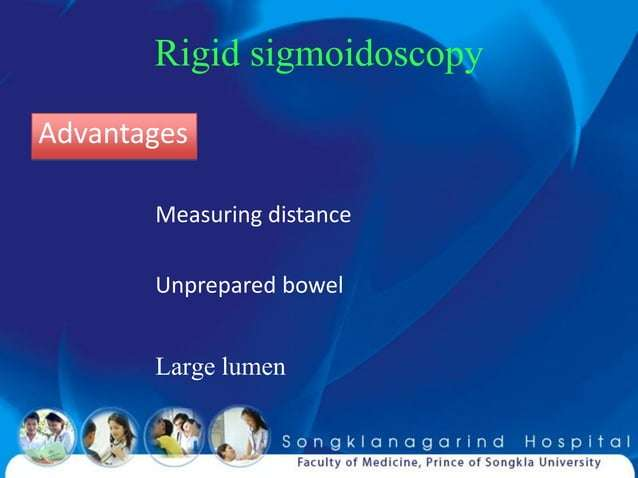 Rigid sigmoidoscopy
Advantages
Measuring distance
Unprepared bowel
Large lumen
Songklanagarind Hospital
Faculty of Medicine, Prince of Songkla University